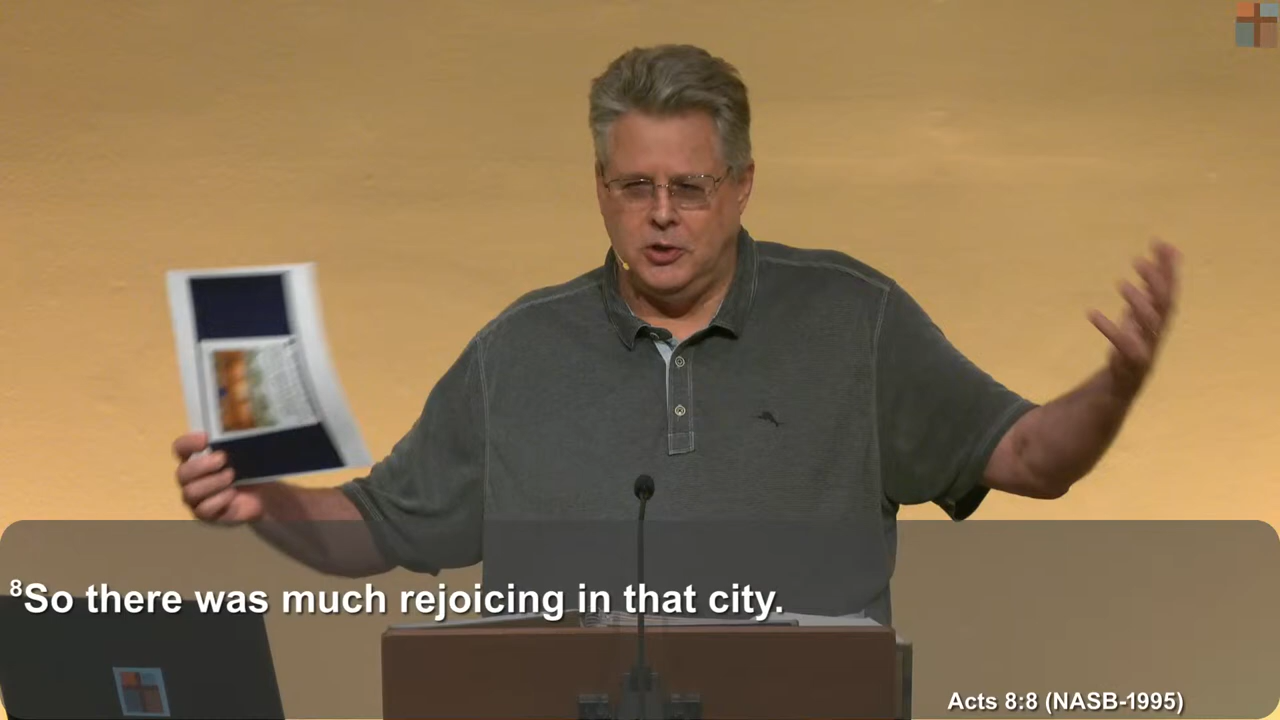 ⁸So there was much rejoicing in that city.
Acts 8:8 (NASB-1995)